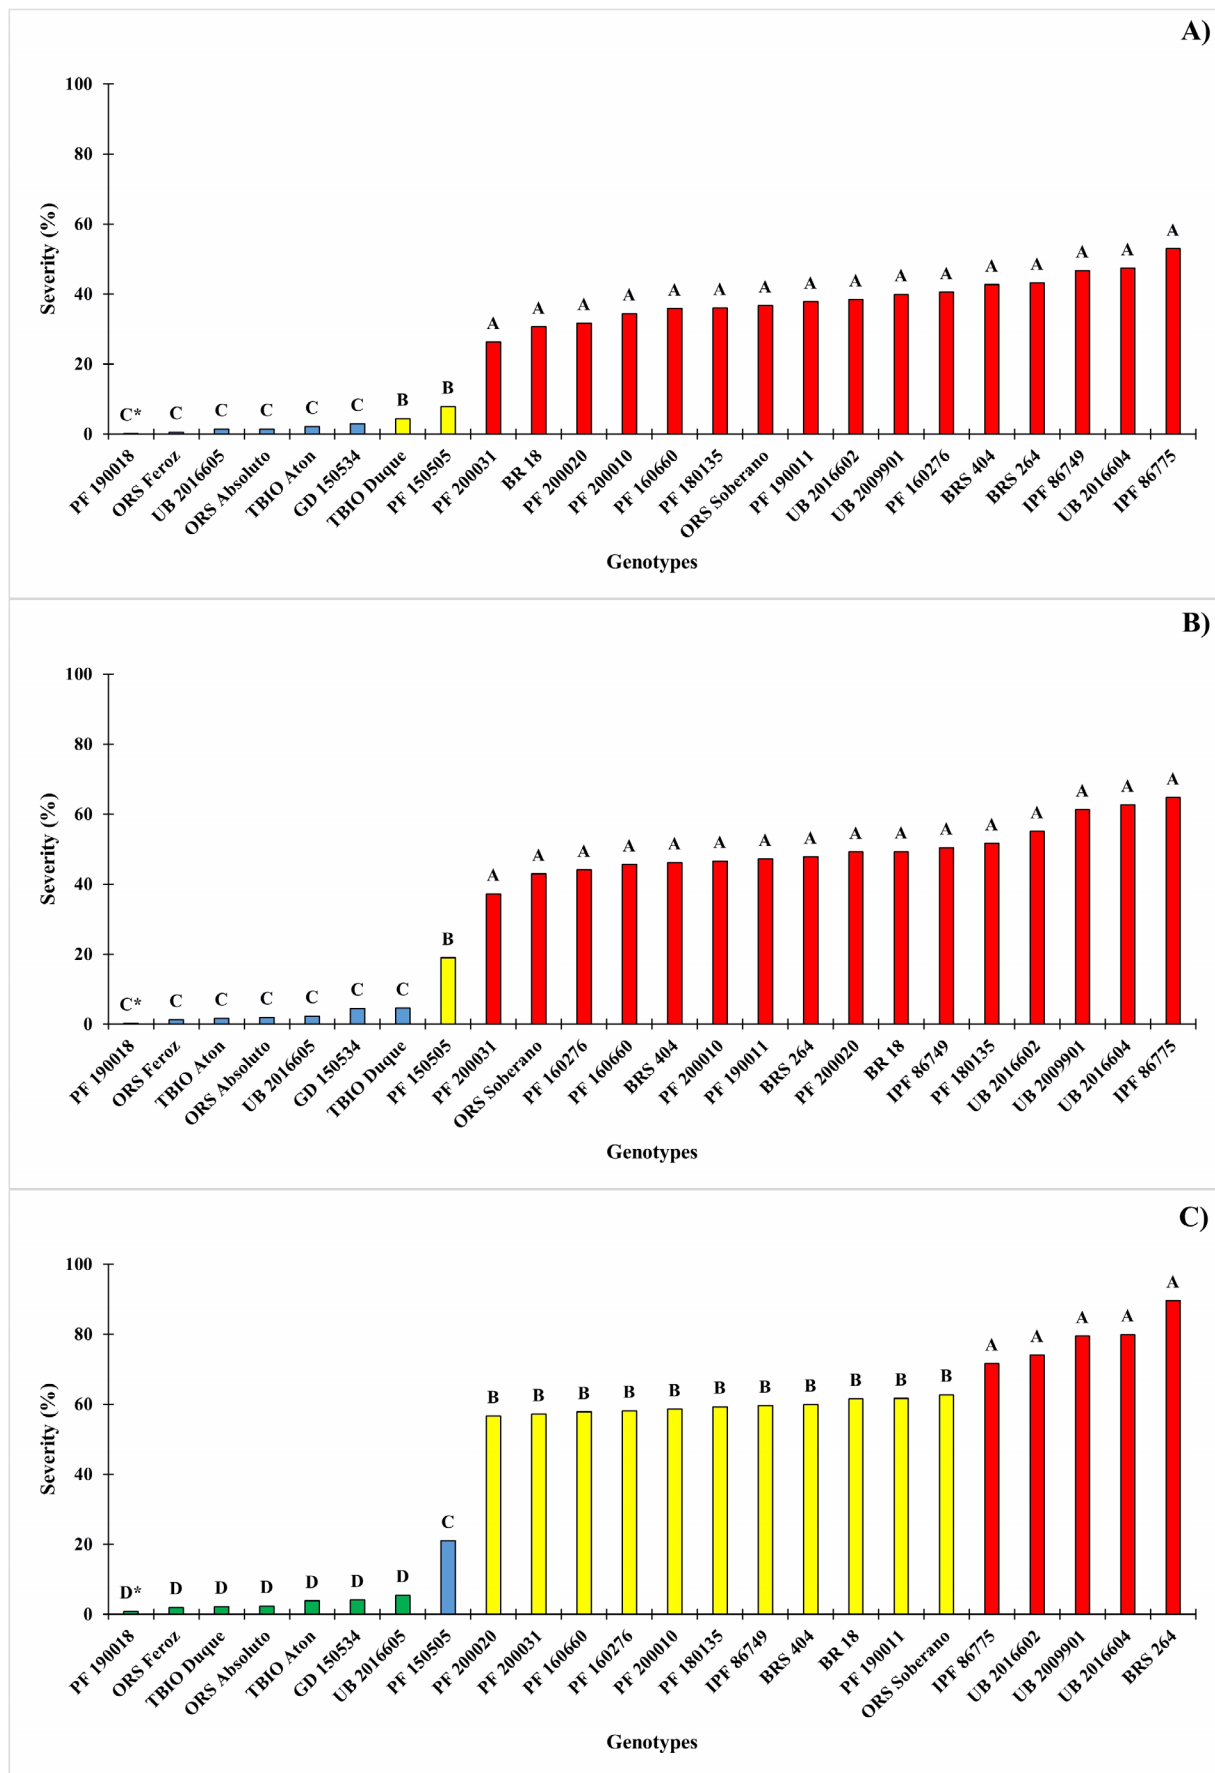 A)
100
80
60
40
20
0
Severity (%)
C* C C C C C B B A A A A A A A A A A A A A A A A
PF 190018
ORS Feroz
UB 2016605
ORS Absoluto
TBIO Aton
GD 150534
TBIO Duque
PF 150505
PF 200031
BR 18
PF 200020
PF 200010
PF 160660
PF 180135
ORS Soberano
PF 190011
UB 2016602
UB 2009901
PF 160276
BRS 404
BRS 264
IPF 86749
UB 2016604
IPF 86775
Genotypes
B)
100
80
60
40
20
0
Severity (%)
C* C C C C C C B A A A A A A A A A A A A A A A A
PF 190018
ORS Feroz
TBIO Aton
ORS Absoluto
UB 2016605
GD 150534
TBIO Duque
PF 150505
PF 200031
ORS Soberano
PF 160276
PF 160660
BRS 404
PF 200010
PF 190011
BRS 264
PF 200020
BR 18
IPF 86749
PF 180135
UB 2016602
UB 2009901
UB 2016604
IPF 86775
Genotypes
C)
100
80
60
40
20
0
Severity (%)
D* D D D D D D C B B B B B B B B B B B A A A A A
PF 190018
ORS Feroz
TBIO Duque
ORS Absoluto
TBIO Aton
GD 150534
UB 2016605
PF 150505
PF 200020
PF 200031
PF 160660
PF 160276
PF 200010
PF 180135
IPF 86749
BRS 404
BR 18
PF 190011
ORS Soberano
IPF 86775
UB 2016602
UB 2009901
UB 2016604
BRS 264
Genotypes